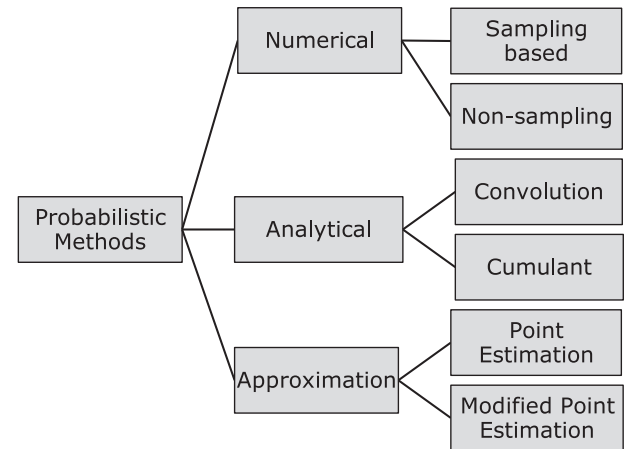 Probabilistic
Methods
Numerical
Sampling
based
Non-sampling
Analytical
Convolution
Cumulant
Approximation
Point
Estimation
Modified Point
Estimation